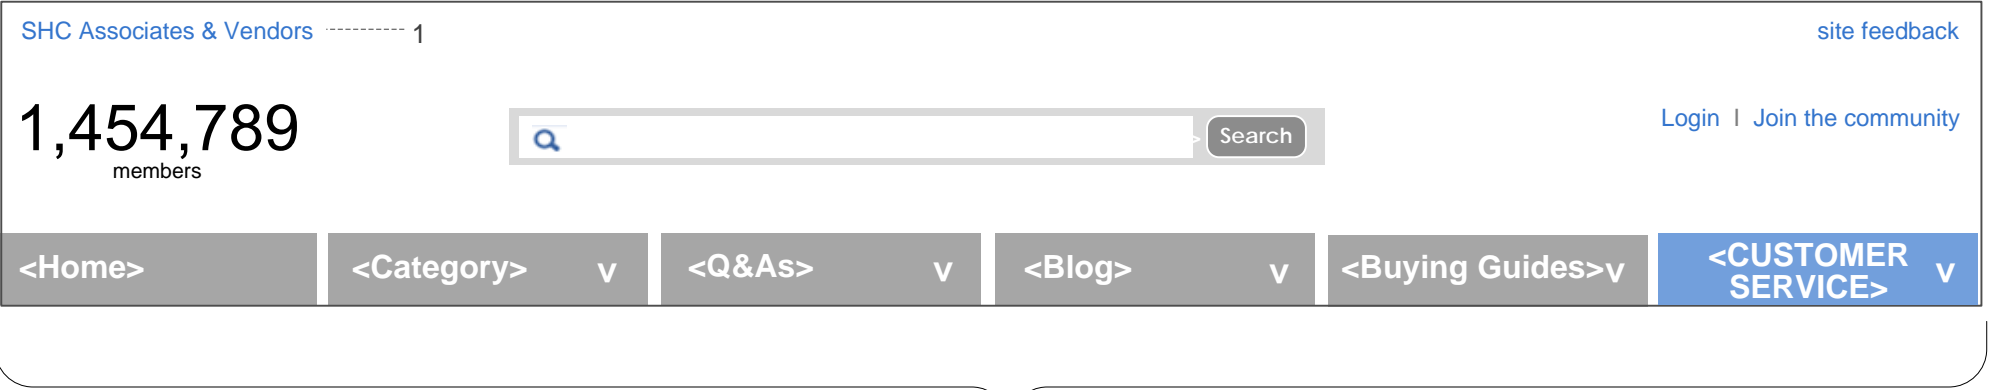 SHC Associates & Vendors 1 site feedback
1,454,789
members
> Search
Login | Join the community
<Home> <Category> v <Q&As> v <Blog> v <Buying Guides> v <CUSTOMER SERVICE> v